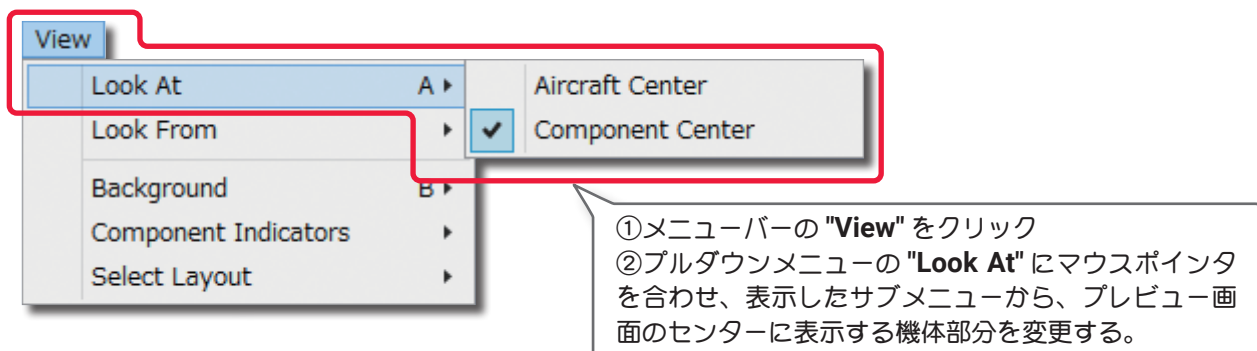 View
Look At A
Aircraft Center
Look From
Component Center
Background B
Component Indicators
Select Layout
①メニューバーの "View" をクリック
②プルダウンメニューの "Look At" にマウスポインタ
を合わせ、表示したサブメニューから、プレビュー画
面のセンターに表示する機体部分を変更する。